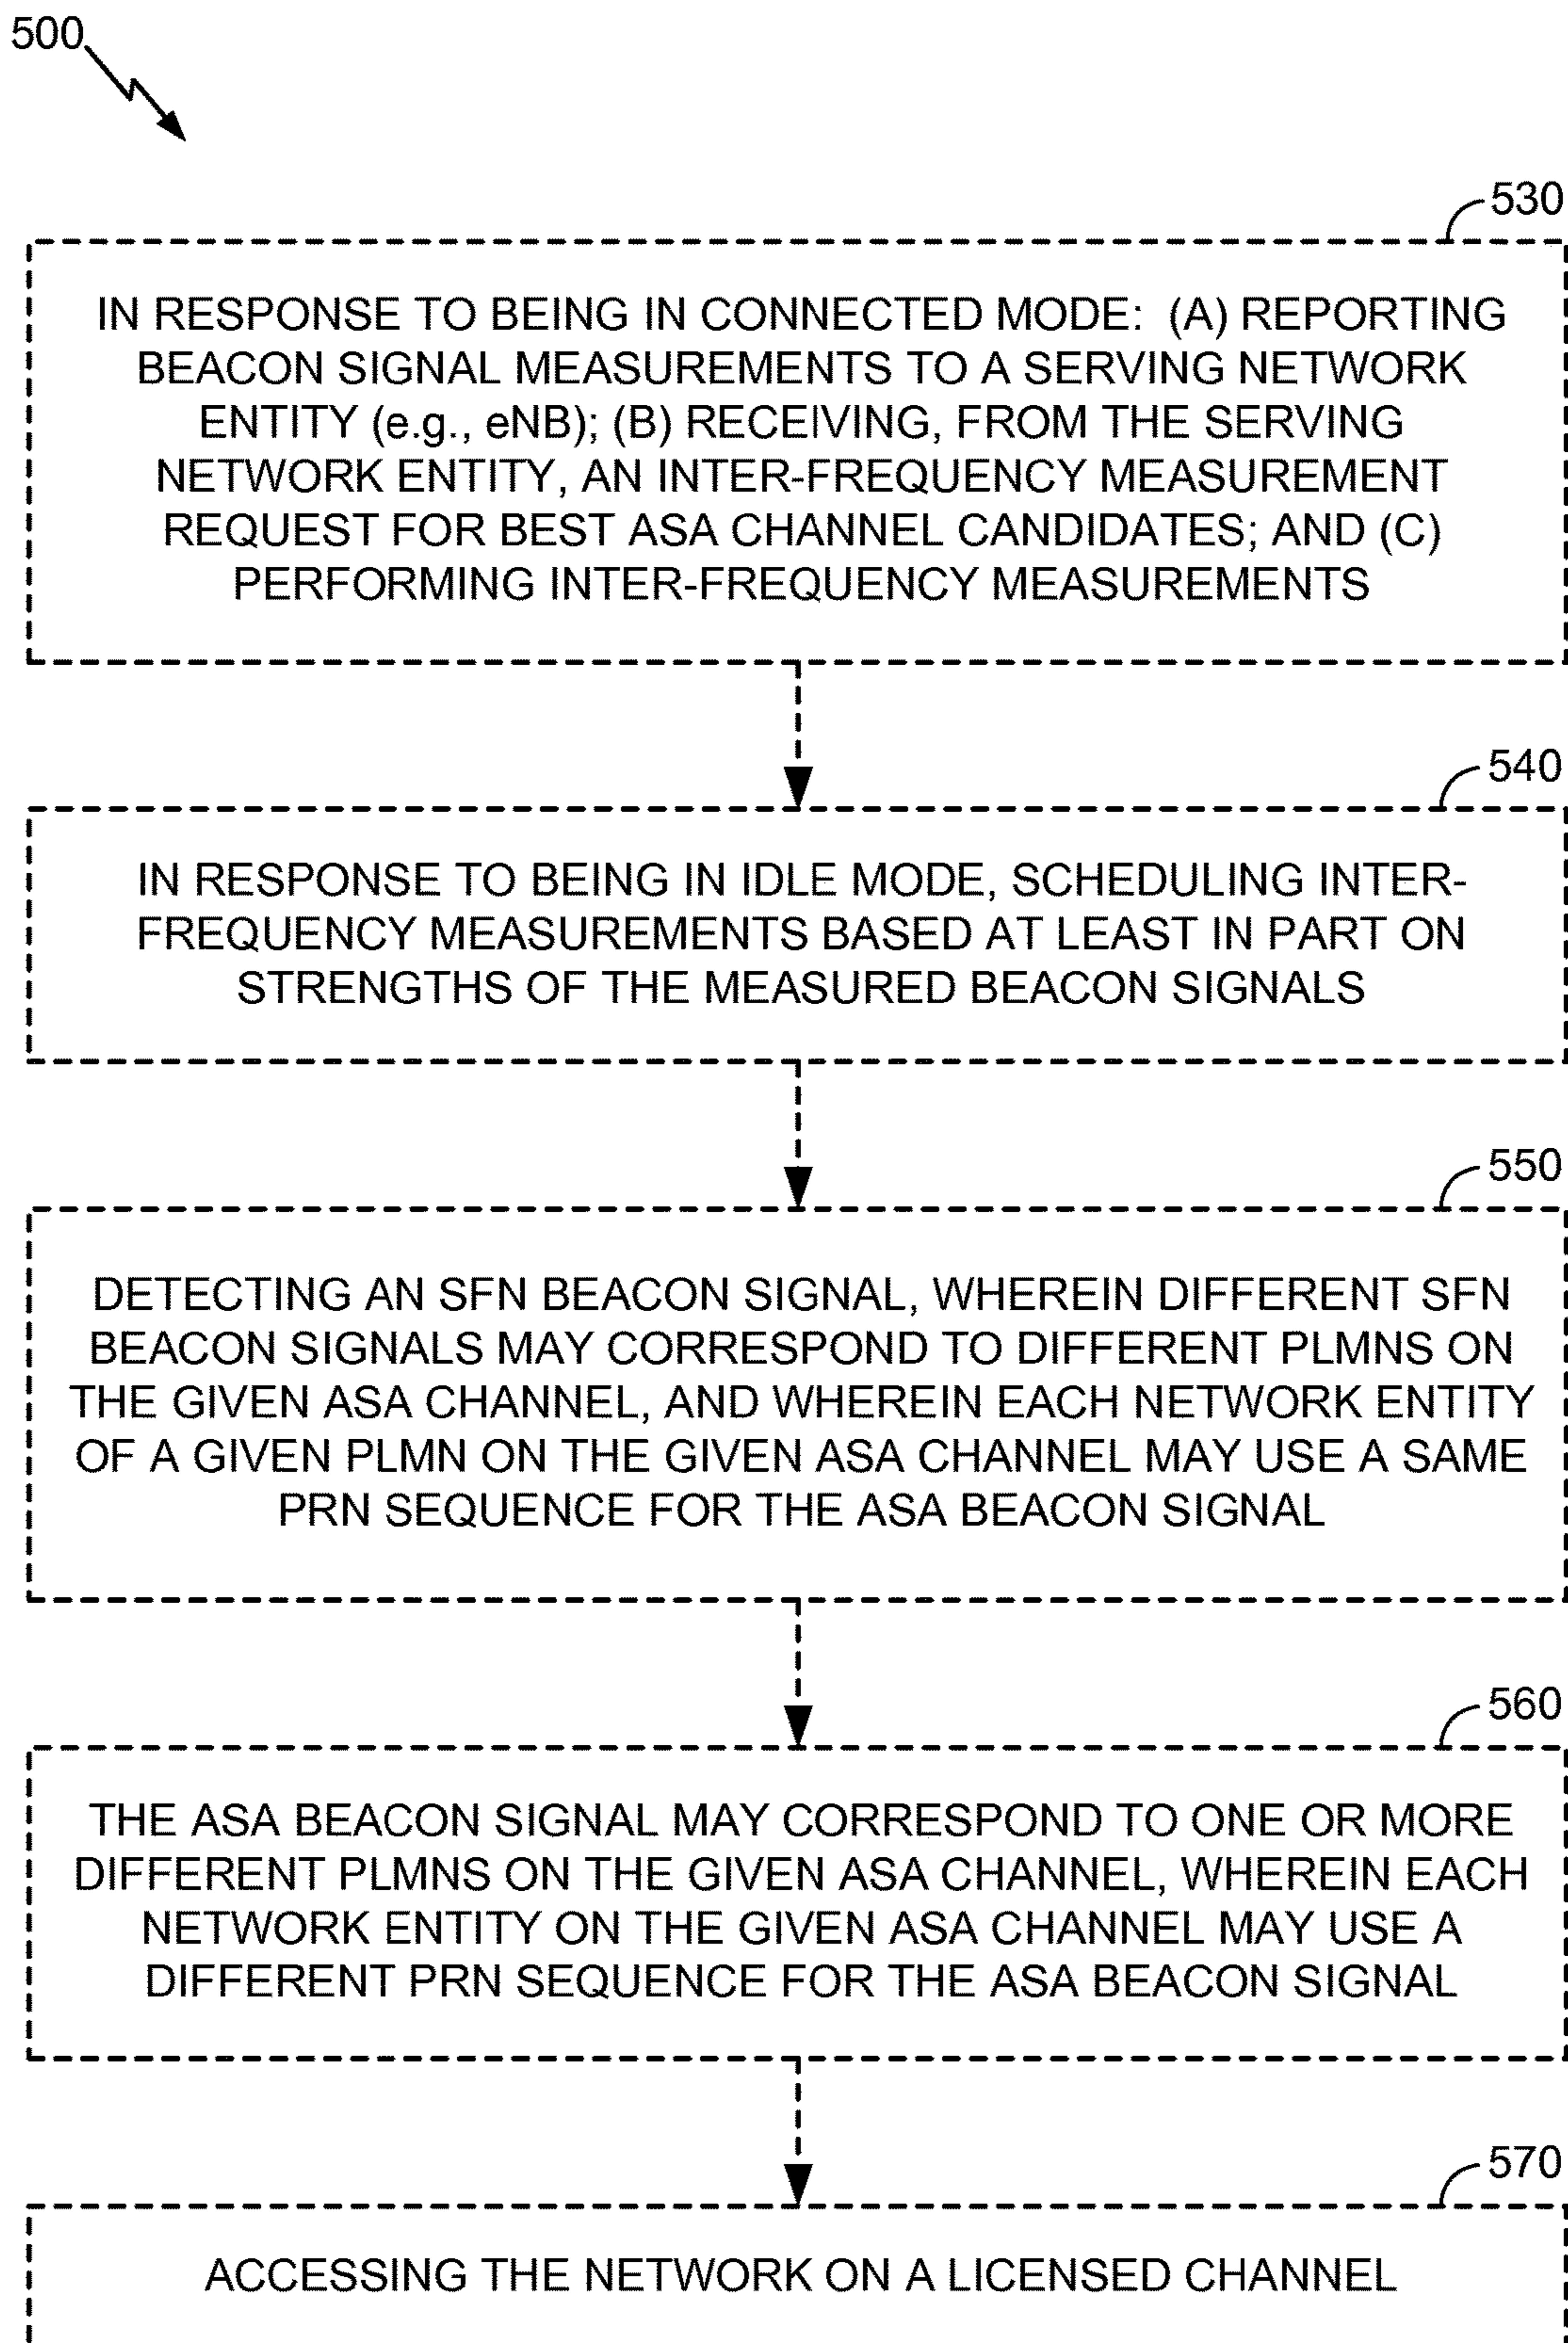 500
530
IN RESPONSE TO BEING IN CONNECTED MODE: (A) REPORTING
BEACON SIGNAL MEASUREMENTS TO A SERVING NETWORK
ENTITY (e.g., eNB); (B) RECEIVING, FROM THE SERVING
NETWORK ENTITY, AN INTER-FREQUENCY MEASUREMENT
REQUEST FOR BEST ASA CHANNEL CANDIDATES; AND (C)
PERFORMING INTER-FREQUENCY MEASUREMENTS
540
IN RESPONSE TO BEING IN IDLE MODE, SCHEDULING INTER-
FREQUENCY MEASUREMENTS BASED AT LEAST IN PART ON
STRENGTHS OF THE MEASURED BEACON SIGNALS
550
DETECTING AN SFN BEACON SIGNAL, WHEREIN DIFFERENT SFN
BEACON SIGNALS MAY CORRESPOND TO DIFFERENT PLMNS ON
THE GIVEN ASA CHANNEL, AND WHEREIN EACH NETWORK ENTITY
OF A GIVEN PLMN ON THE GIVEN ASA CHANNEL MAY USE A SAME
PRN SEQUENCE FOR THE ASA BEACON SIGNAL
560
THE ASA BEACON SIGNAL MAY CORRESPOND TO ONE OR MORE
DIFFERENT PLMNS ON THE GIVEN ASA CHANNEL, WHEREIN EACH
NETWORK ENTITY ON THE GIVEN ASA CHANNEL MAY USE A
DIFFERENT PRN SEQUENCE FOR THE ASA BEACON SIGNAL
570
ACCESSING THE NETWORK ON A LICENSED CHANNEL